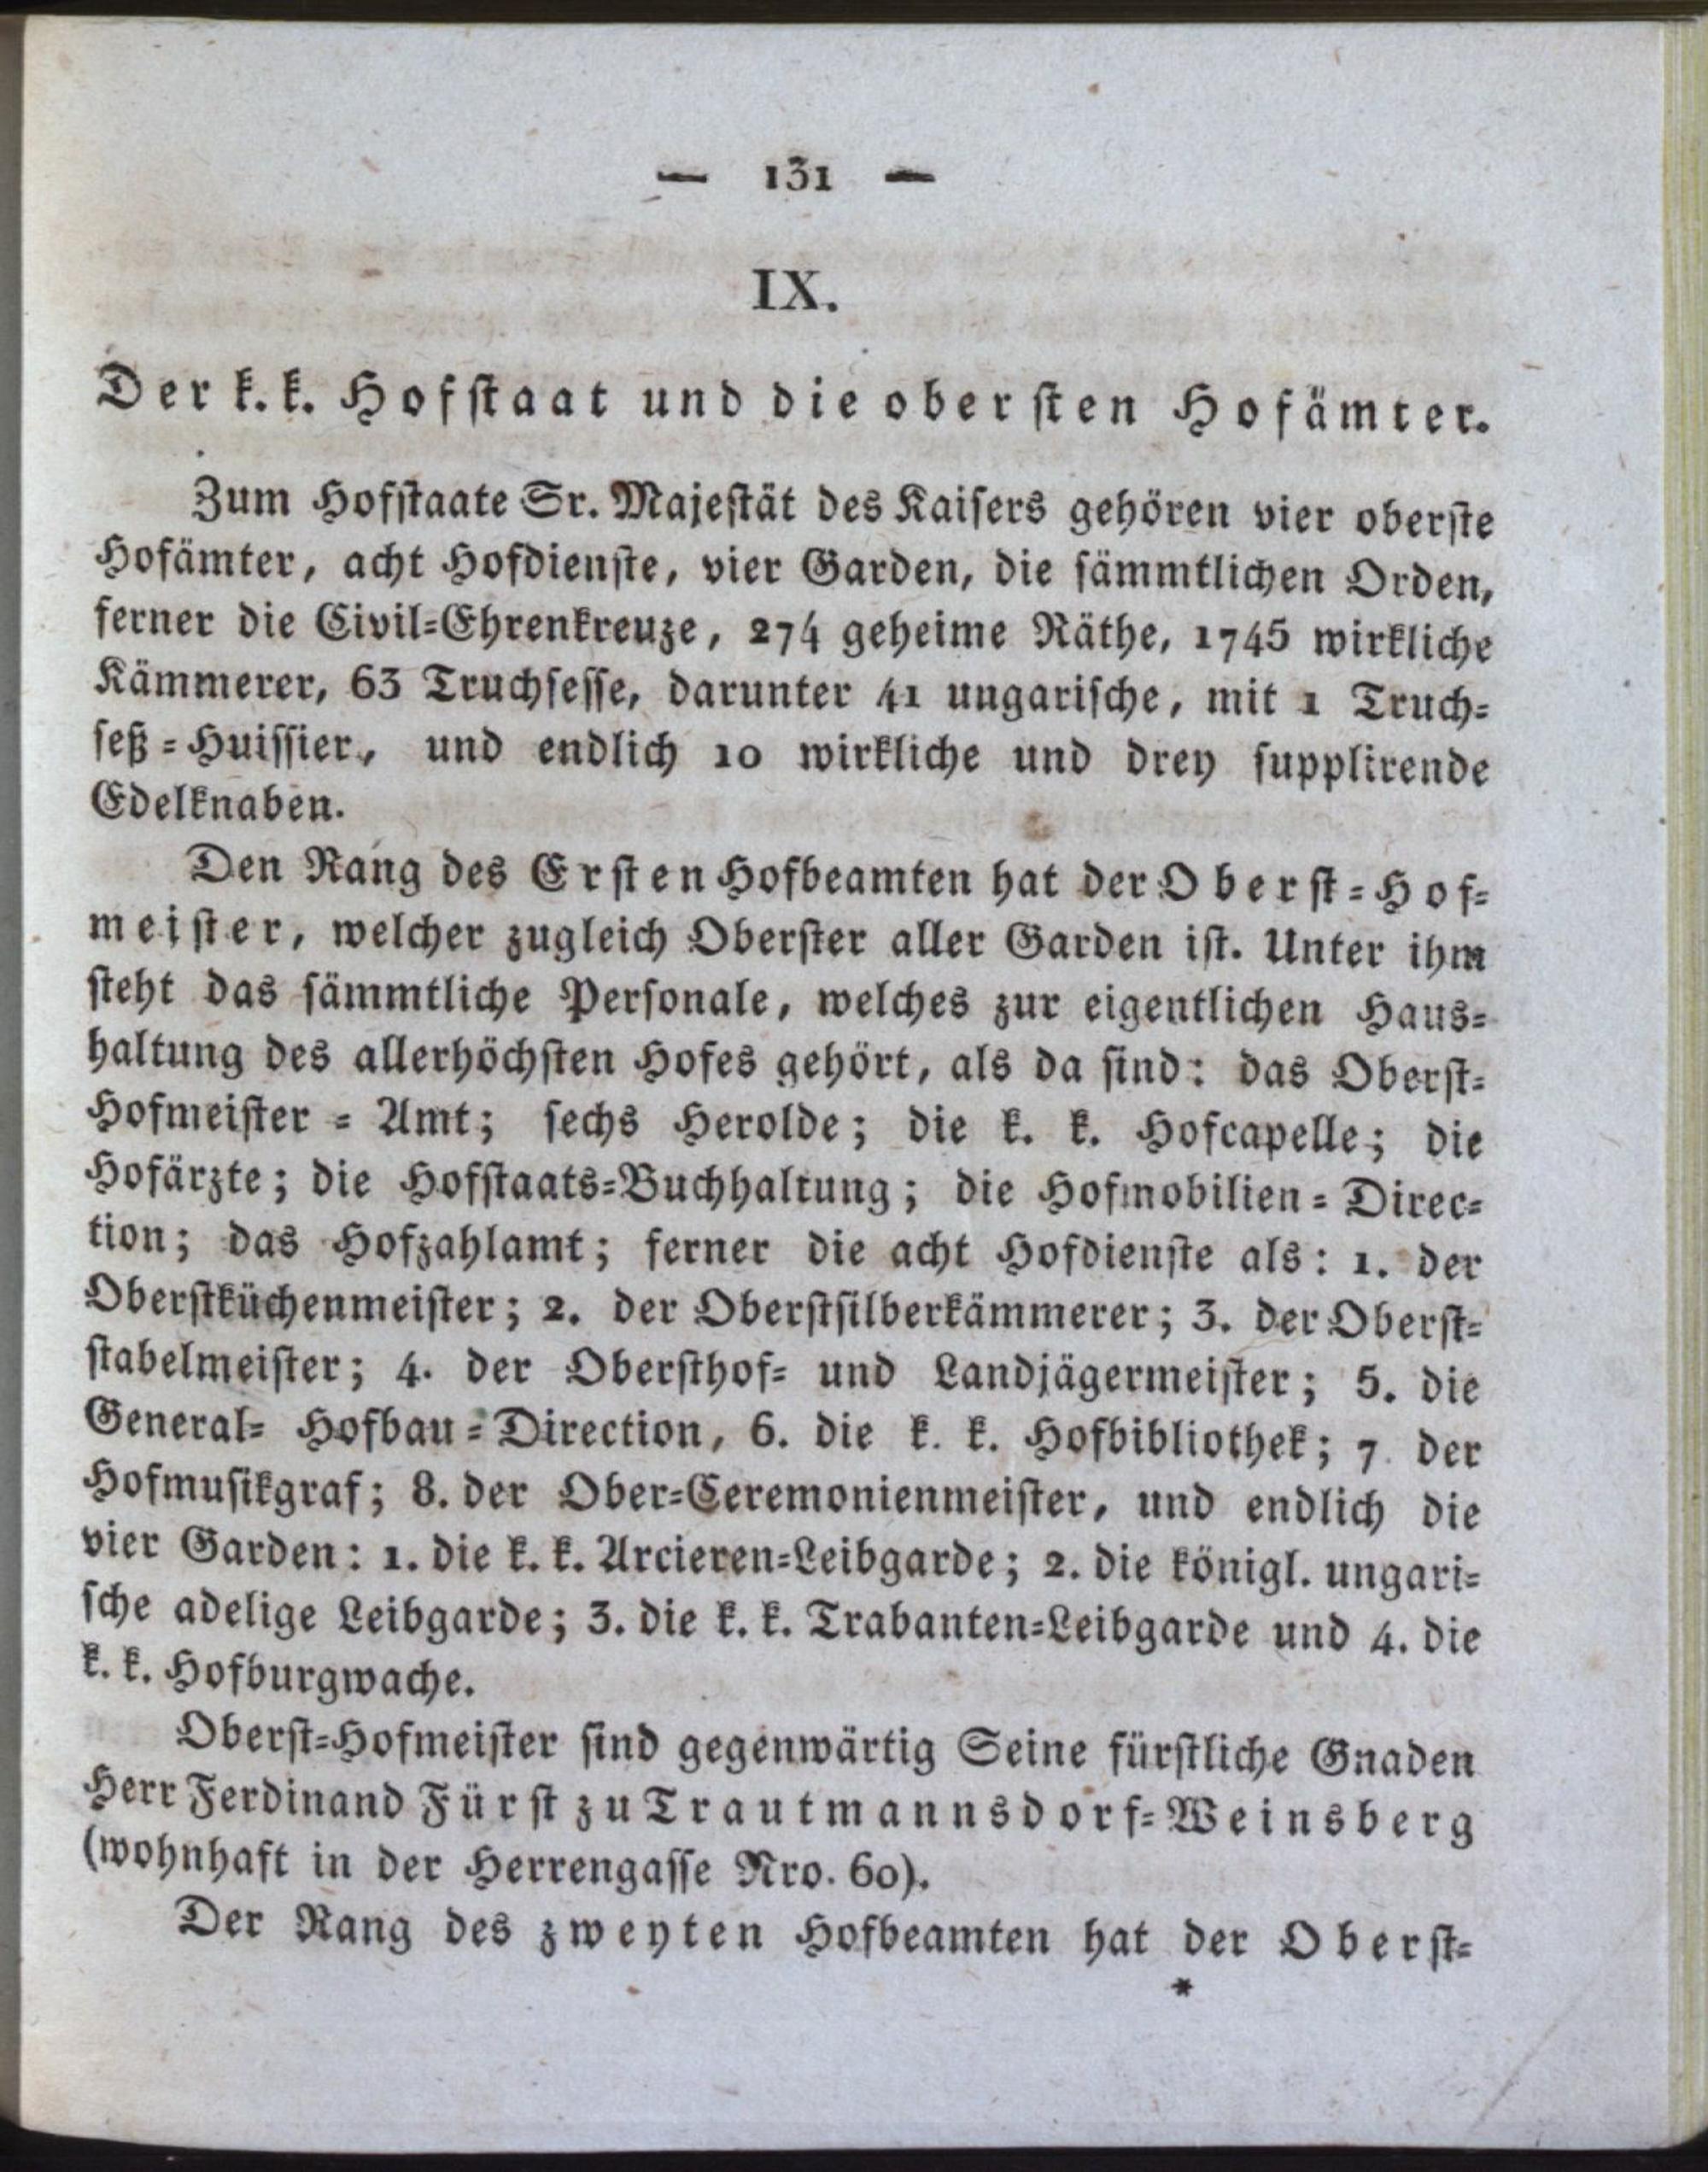 — 131 —
IX.
Der k. k. Hofstaat und die obersten Hofämter.
Zum Hofstaate Sr. Majestät des Kaisers gehören vier oberste
Hofämter, acht Hofdienste, vier Garden, die sämmtlichen Orden,
ferner die Civil=Ehrenkreuze, 274 geheime Räthe, 1745 wirkliche
Kämmerer, 63 Truchsesse, darunter 41 ungarische, mit 1 Truch=
seß=Huissier, und endlich 10 wirkliche und drey supplirende
Edelknaben.
Den Rang des Ersten Hofbeamten hat der Oberst=Hof=
meister, welcher zugleich Oberster aller Garden ist. Unter ihm
steht das sämmtliche Personale, welches zur eigentlichen Haus=
haltung des allerhöchsten Hofes gehört, als da sind: das Oberst=
Hofmeister = Amt; sechs Herolde; die k. k. Hofcapelle; die
Hofärzte; die Hofstaats=Buchhaltung; die Hofmobilien=Direc=
tion; das Hofzahlamt; ferner die acht Hofdienste als: 1. der
Oberstküchenmeister; 2. der Oberstsilberkämmerer; 3. der Oberst=
stabelmeister; 4. der Obersthof= und Landjägermeister; 5. die
General= Hofbau=Direction, 6. die k. k. Hofbibliothek; 7. der
Hofmusikgraf; 8. der Ober=Ceremonienmeister, und endlich die
vier Garden: 1. die k. k. Arcieren=Leibgarde; 2. die königl. ungari=
sche adelige Leibgarde; 3. die k. k. Trabanten=Leibgarde und 4. die
k. k. Hofburgwache.
Oberst=Hofmeister sind gegenwärtig Seine fürstliche Gnaden
Herr Ferdinand Fürst zu Trautmannsdorf=Weinsberg
(wohnhaft in der Herrengasse Nro. 60).
Der Rang des zweyten Hofbeamten hat der Oberst=
*